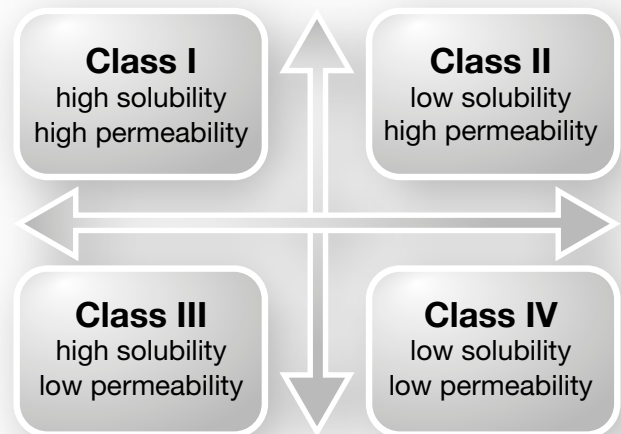 Class I
high solubility
high permeability
Class II
low solubility
high permeability
Class III
high solubility
low permeability
Class IV
low solubility
low permeability